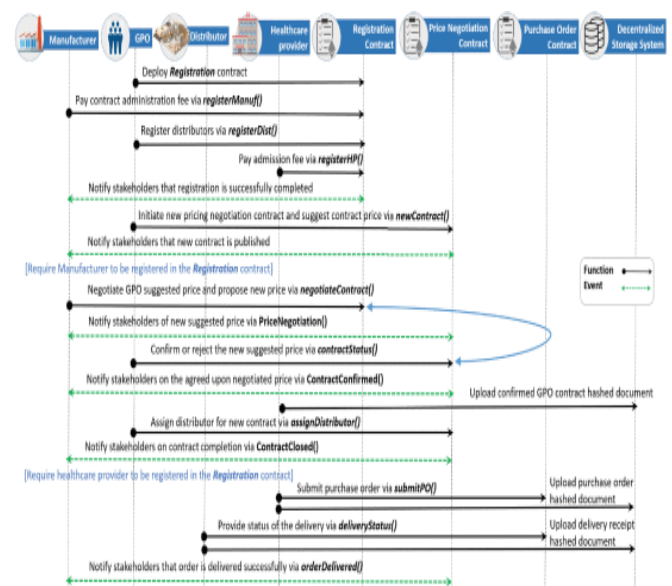 Manufacturer
GPO
Distributor
Healthcare
provider
Registration
Contract
Price Negotiation
Contract
Purchase Order
Contract
Decentralized
Storage System
Deploy Registration contract
Pay contract administration fee via registerManuf()
Register distributors via registerDist()
Pay admission fee via registerHP()
Notify stakeholders that registration is successfully completed
Initiate new pricing negotiation contract and suggest contract price via newContract()
Notify stakeholders that new contract is published
[Require Manufacturer to be registered in the Registration contract]
Function
Event
Negotiate GPO suggested price and propose new price via negotiateContract()
Notify stakeholders of new suggested price via PriceNegotiation()
Confirm or reject the new suggested price via contractStatus()
Notify stakeholders on the agreed upon negotiated price via ContractConfirmed()
Upload confirmed GPO contract hashed document
Assign distributor for new contract via assignDistributor()
Notify stakeholders on contract completion via ContractClosed()
[Require healthcare provider to be registered in the Registration contract]
Submit purchase order via submitPO()
Upload purchase order
hashed document
Provide status of the delivery via deliveryStatus()
Upload delivery receipt
hashed document
Notify stakeholders that order is delivered successfully via orderDelivered()